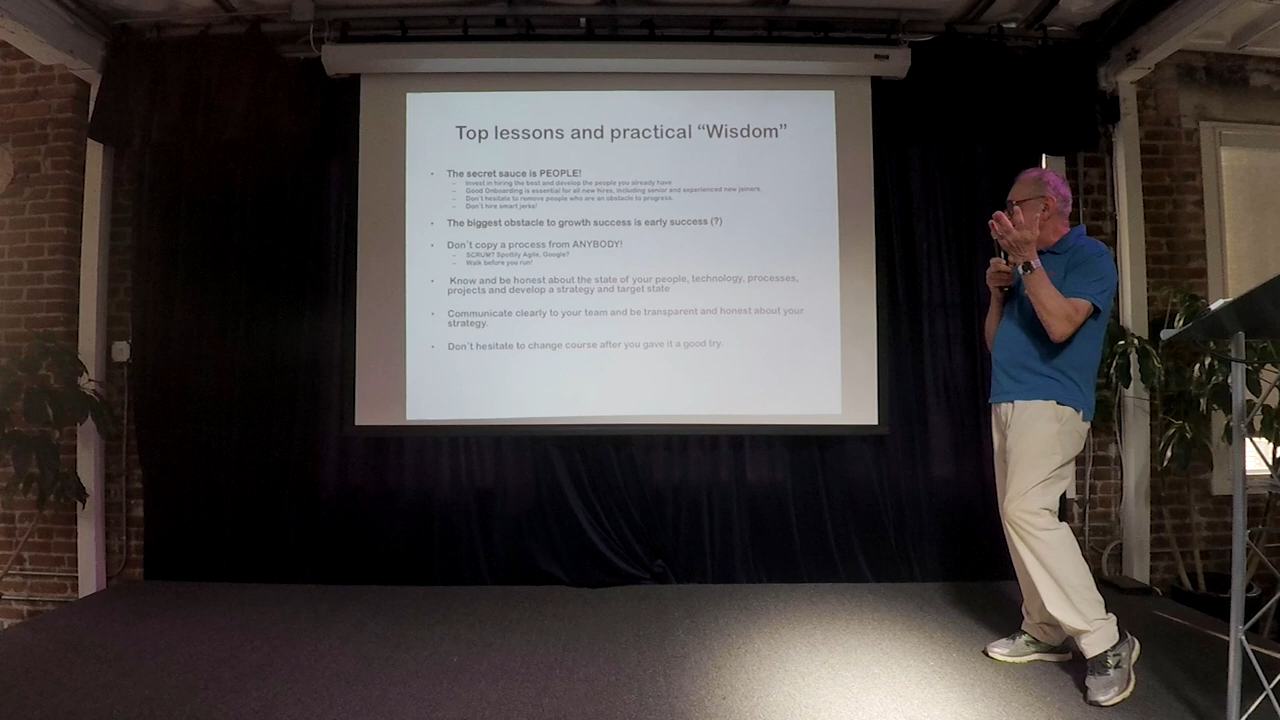 Top lessons and practical “Wisdom”
• The secret sauce is PEOPLE!
– Invest in hiring the best and develop the people you already have
– Good Onboarding is essential for all new hires, including senior and experienced new joiners.
– Don´t hesitate to remove people who are an obstacle to progress.
– Don´t hire smart jerks!
• The biggest obstacle to growth success is early success (?)
• Don´t copy a process from ANYBODY!
– SCRUM? Spotify Agile, Google?
– Walk before you run!
• Know and be honest about the state of your people, technology, processes,
projects and develop a strategy and target state
• Communicate clearly to your team and be transparent and honest about your
strategy.
• Don´t hesitate to change course after you gave it a good try.